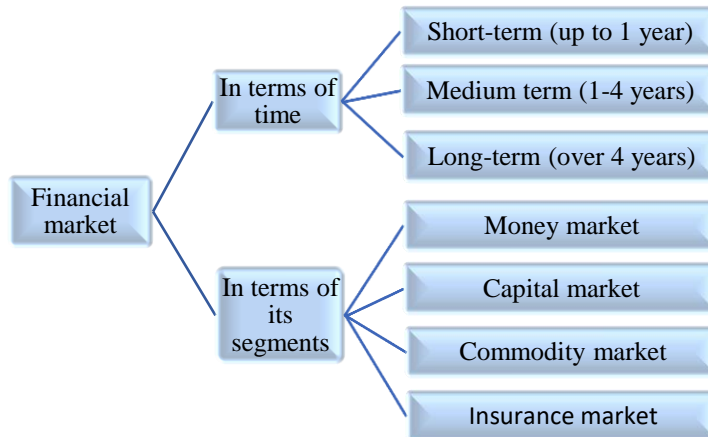 Financial
market
In terms of
time
Short-term (up to 1 year)
Medium term (1-4 years)
Long-term (over 4 years)
In terms of
its
segments
Money market
Capital market
Commodity market
Insurance market